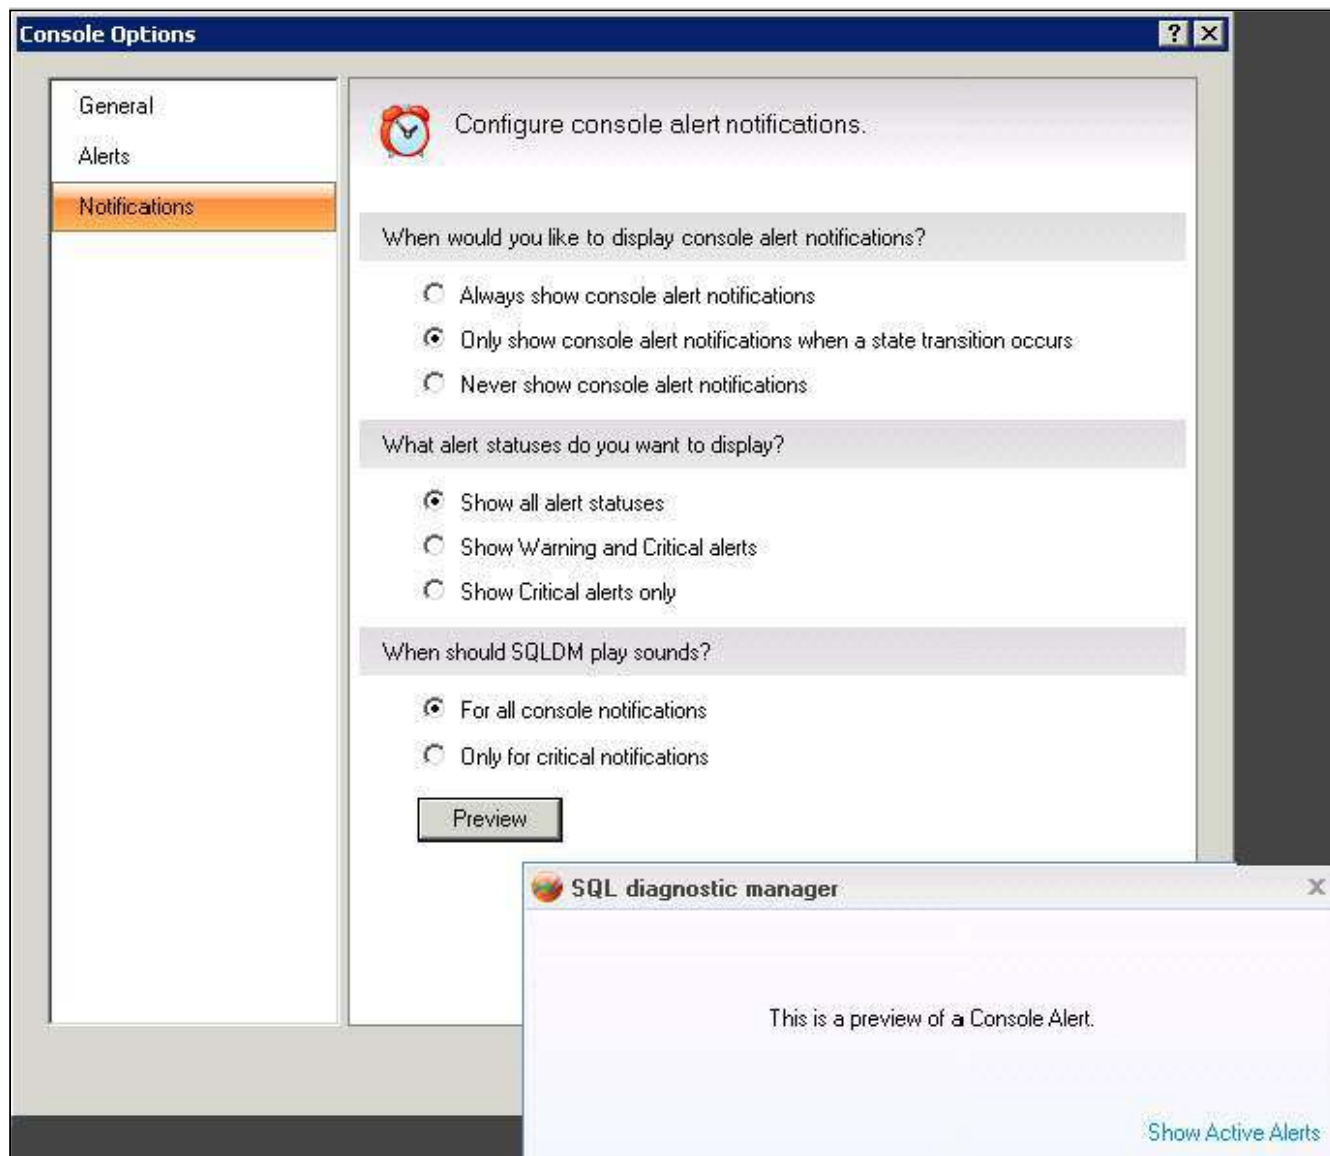 Console Options
General
Alerts
Notifications
Configure console alert notifications.
When would you like to display console alert notifications?
Always show console alert notifications
Only show console alert notifications when a state transition occurs
Never show console alert notifications
What alert statuses do you want to display?
Show all alert statuses
Show Warning and Critical alerts
Show Critical alerts only
When should SQLDM play sounds?
For all console notifications
Only for critical notifications
Preview
SQL diagnostic manager
This is a preview of a Console Alert.
Show Active Alerts